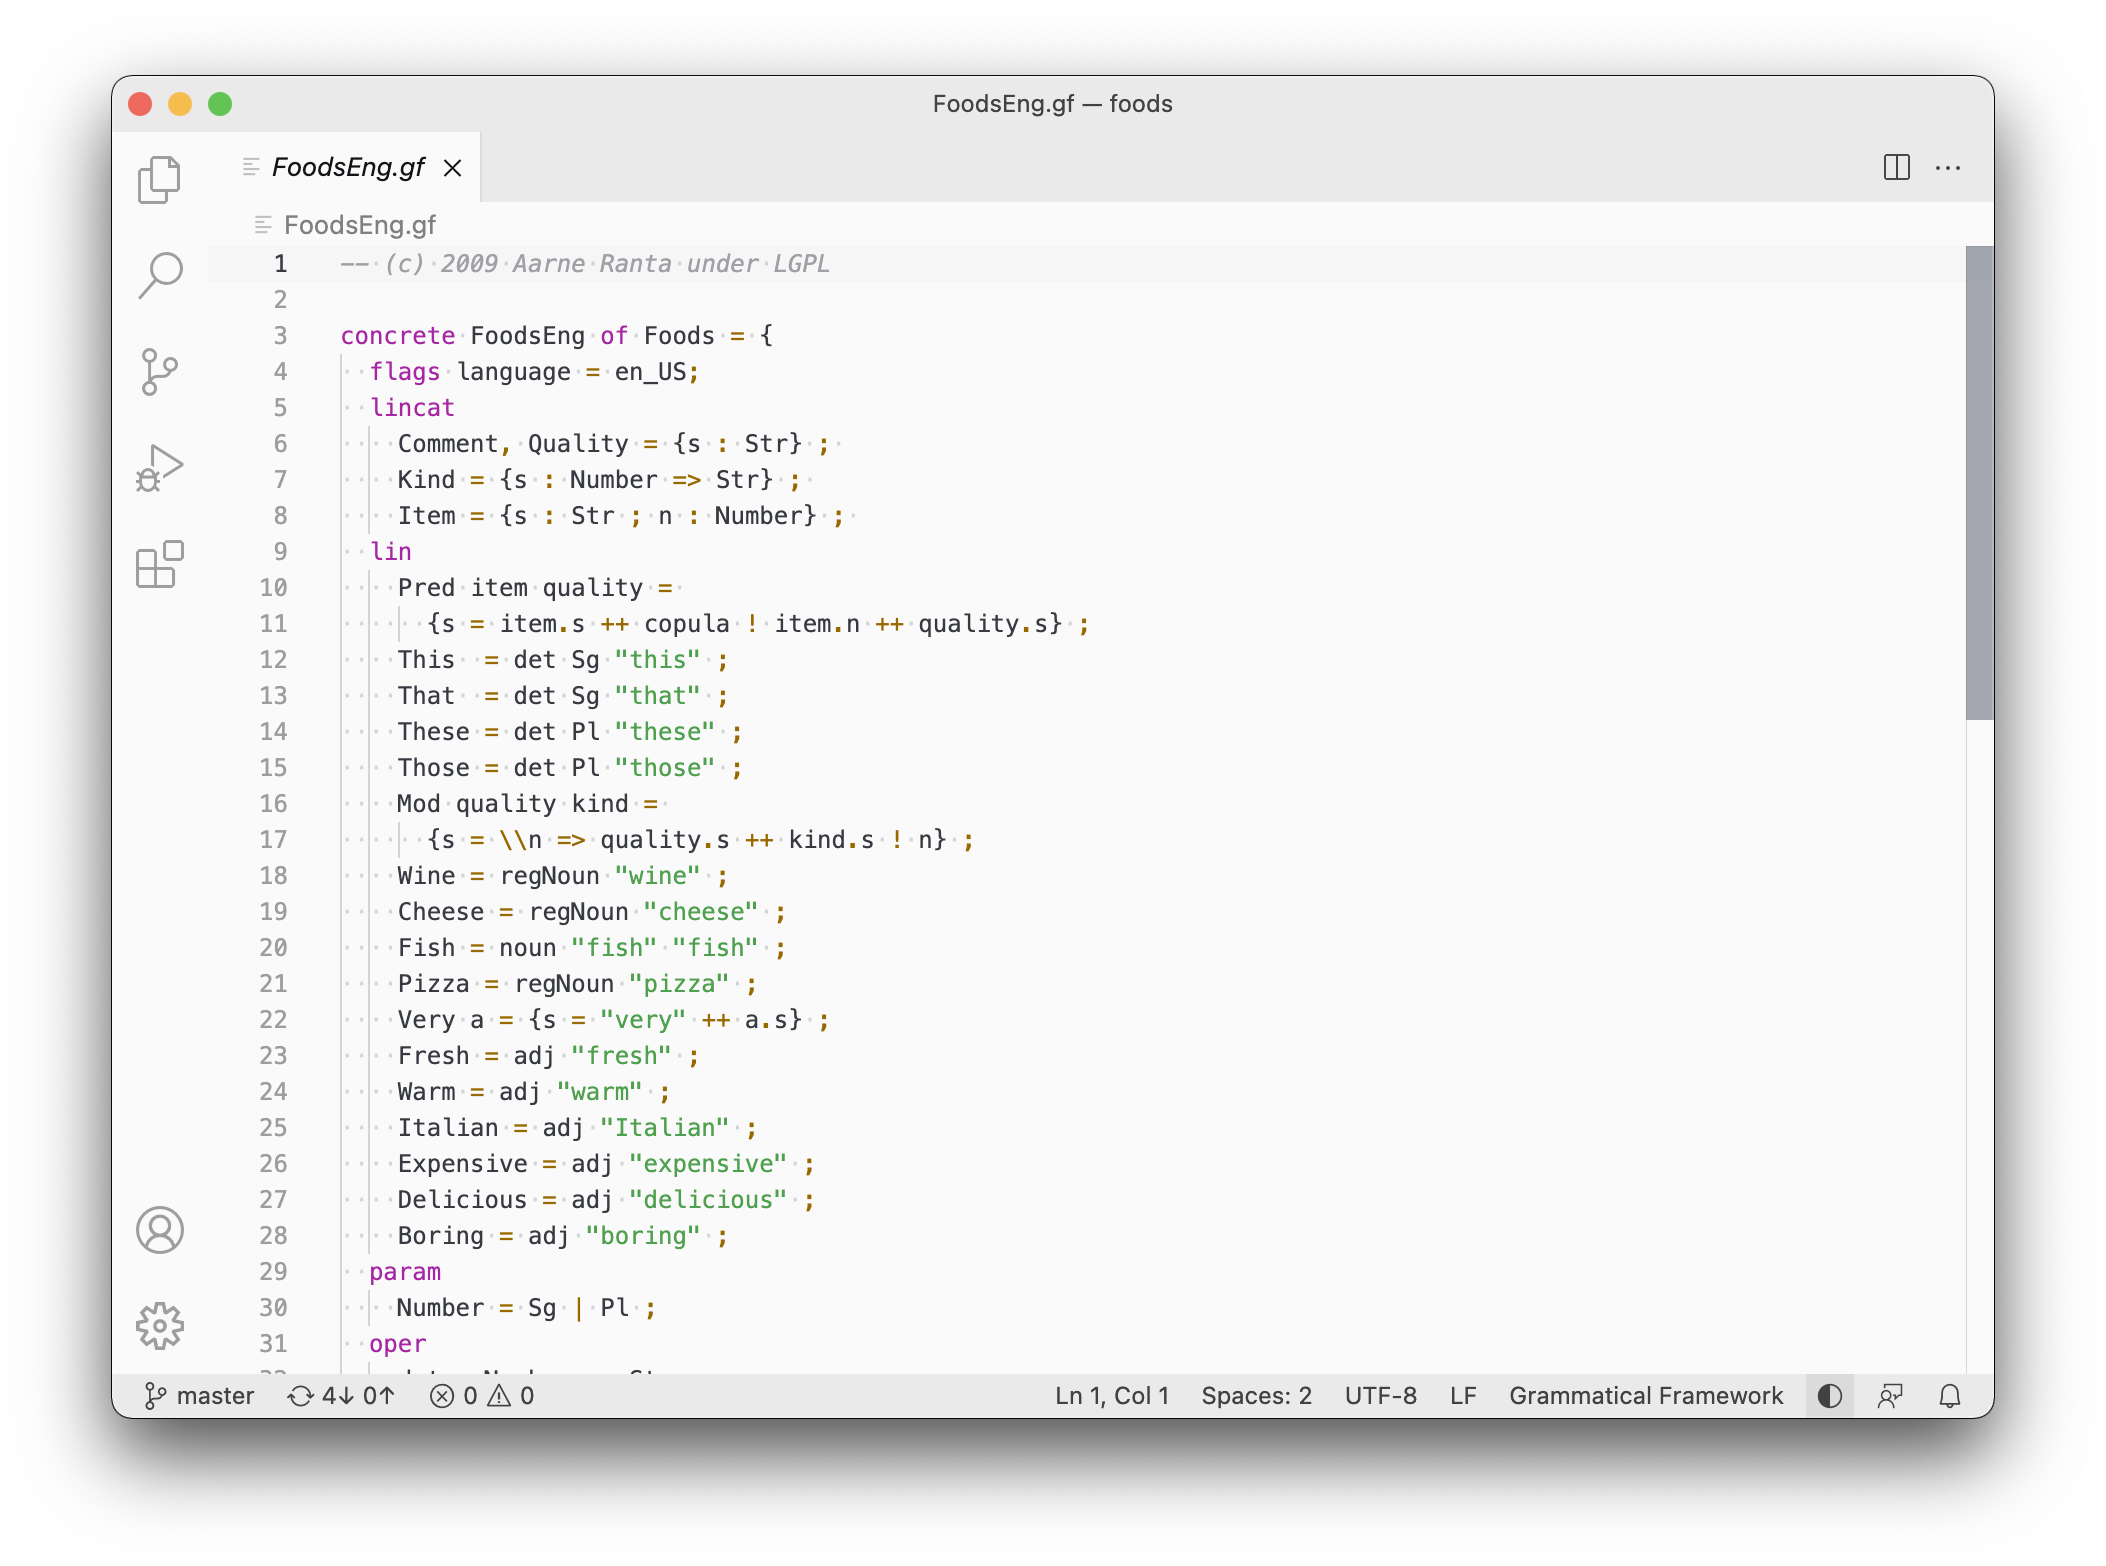 FoodsEng.gf — foods
FoodsEng.gf
FoodsEng.gf
1 -- (c) 2009 Aarne Ranta under LGPL
2
3 concrete FoodsEng of Foods = {
4   flags language = en_US;
5   lincat
6     Comment, Quality = {s : Str} ;
7     Kind = {s : Number => Str} ;
8     Item = {s : Str ; n : Number} ;
9   lin
10     Pred item quality =
11       {s = item.s ++ copula ! item.n ++ quality.s} ;
12     This  = det Sg "this" ;
13     That  = det Sg "that" ;
14     These = det Pl "these" ;
15     Those = det Pl "those" ;
16     Mod quality kind =
17       {s = \\n => quality.s ++ kind.s ! n} ;
18     Wine = regNoun "wine" ;
19     Cheese = regNoun "cheese" ;
20     Fish = noun "fish" "fish" ;
21     Pizza = regNoun "pizza" ;
22     Very a = {s = "very" ++ a.s} ;
23     Fresh = adj "fresh" ;
24     Warm = adj "warm" ;
25     Italian = adj "Italian" ;
26     Expensive = adj "expensive" ;
27     Delicious = adj "delicious" ;
28     Boring = adj "boring" ;
29   param
30     Number = Sg | Pl ;
31   oper
master 4↓ 0↑ 0 0 Ln 1, Col 1 Spaces: 2 UTF-8 LF Grammatical Framework